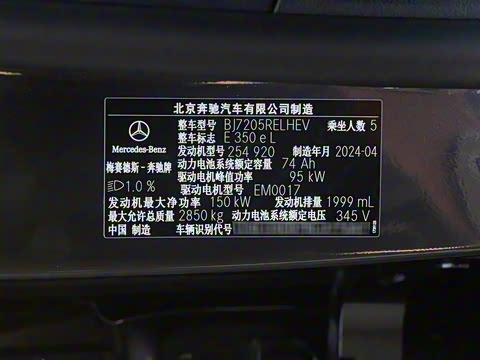 北京奔驰汽车有限公司制造
整车型号 BJ7205RELHEV 乘坐人数 5
整车标志 E 350 e L
Mercedes-Benz 发动机型号 254 920 制造年月 2024-04
梅赛德斯－奔驰牌 动力电池系统额定容量 74 Ah
驱动电机峰值功率 95 kW
1.0 % 驱动电机型号 EM0017
发动机最大净功率 150 kW 发动机排量 1999 mL
最大允许总质量 2850 kg 动力电池系统额定电压 345 V
中国 制造 车辆识别代号